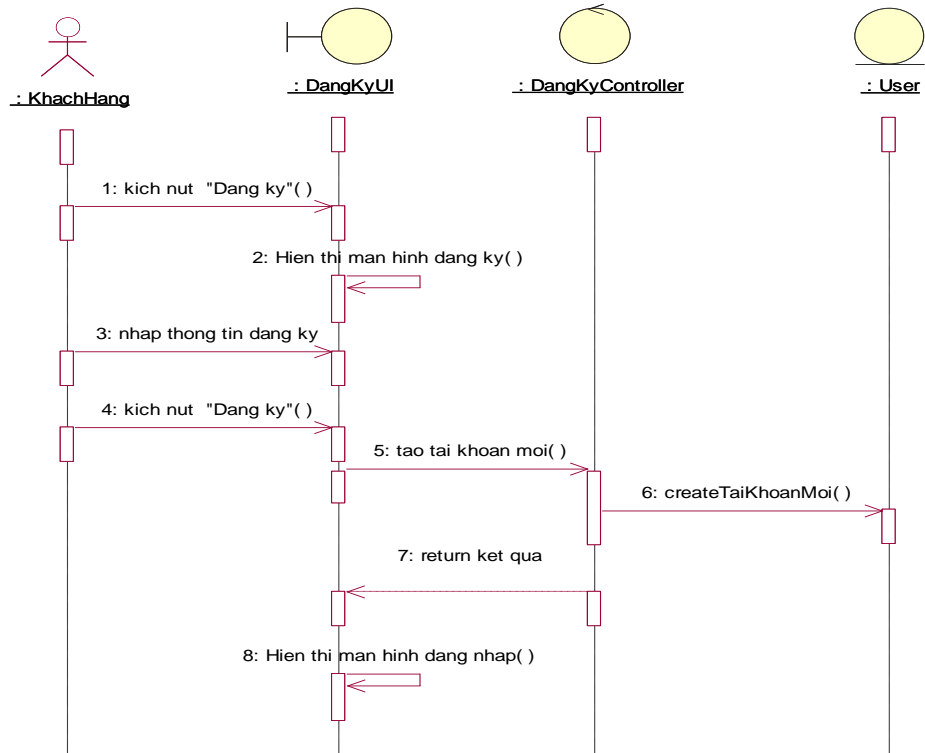 : KhachHang
: DangKyUI
: DangKyController
: User
1: kich nut "Dang ky"( )
2: Hien thi man hinh dang ky( )
3: nhap thong tin dang ky
4: kich nut "Dang ky"( )
5: tao tai khoan moi( )
6: createTaiKhoanMoi( )
7: return ket qua
8: Hien thi man hinh dang nhap( )